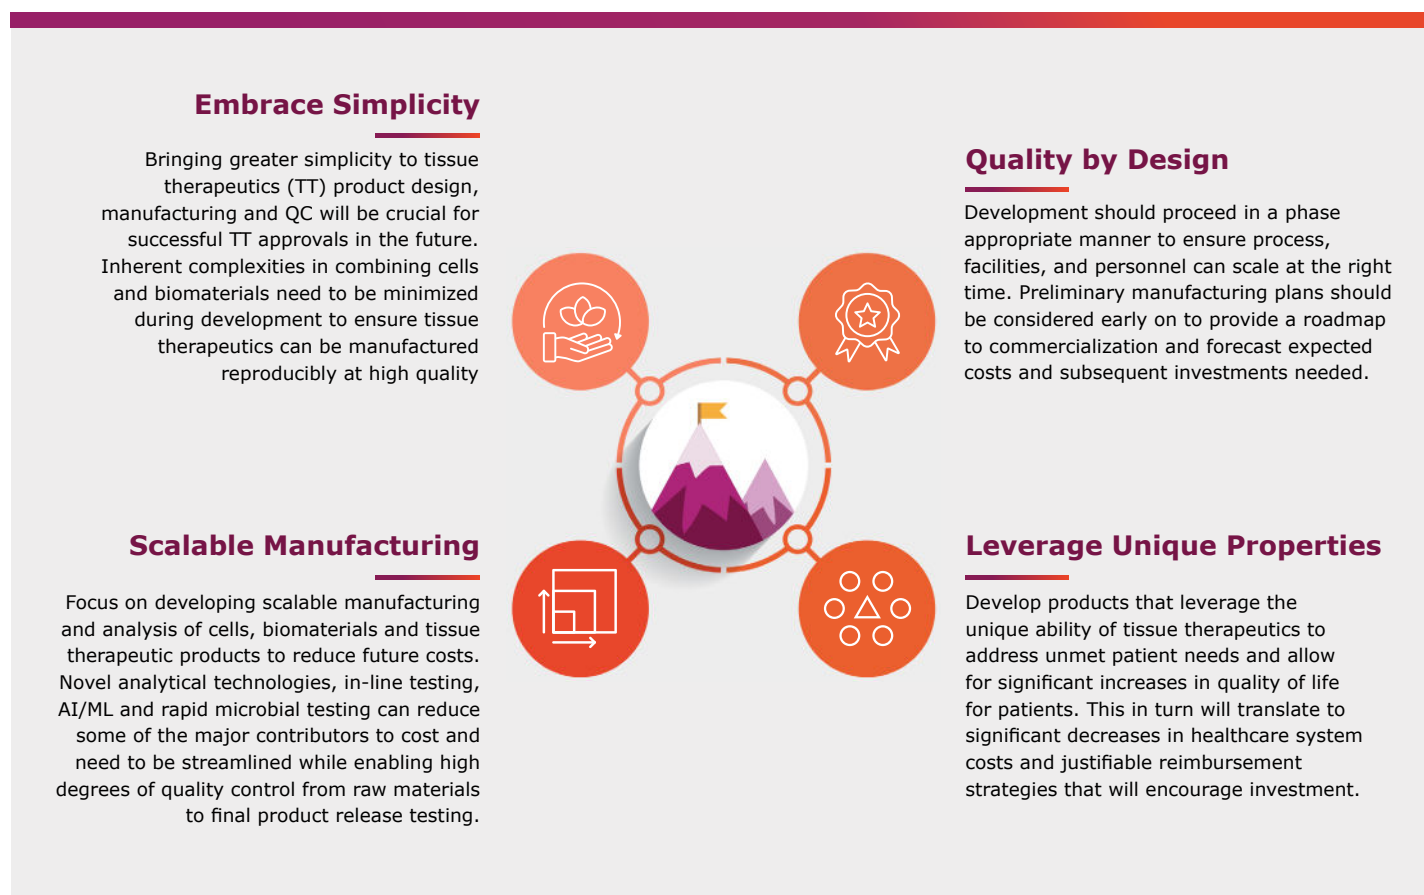 Embrace Simplicity
Bringing greater simplicity to tissue
therapeutics (TT) product design,
manufacturing and QC will be crucial for
successful TT approvals in the future.
Inherent complexities in combining cells
and biomaterials need to be minimized
during development to ensure tissue
therapeutics can be manufactured
reproducibly at high quality
Quality by Design
Development should proceed in a phase
appropriate manner to ensure process,
facilities, and personnel can scale at the right
time. Preliminary manufacturing plans should
be considered early on to provide a roadmap
to commercialization and forecast expected
costs and subsequent investments needed.
Scalable Manufacturing
Focus on developing scalable manufacturing
and analysis of cells, biomaterials and tissue
therapeutic products to reduce future costs.
Novel analytical technologies, in-line testing,
AI/ML and rapid microbial testing can reduce
some of the major contributors to cost and
need to be streamlined while enabling high
degrees of quality control from raw materials
to final product release testing.
Leverage Unique Properties
Develop products that leverage the
unique ability of tissue therapeutics to
address unmet patient needs and allow
for significant increases in quality of life
for patients. This in turn will translate to
significant decreases in healthcare system
costs and justifiable reimbursement
strategies that will encourage investment.